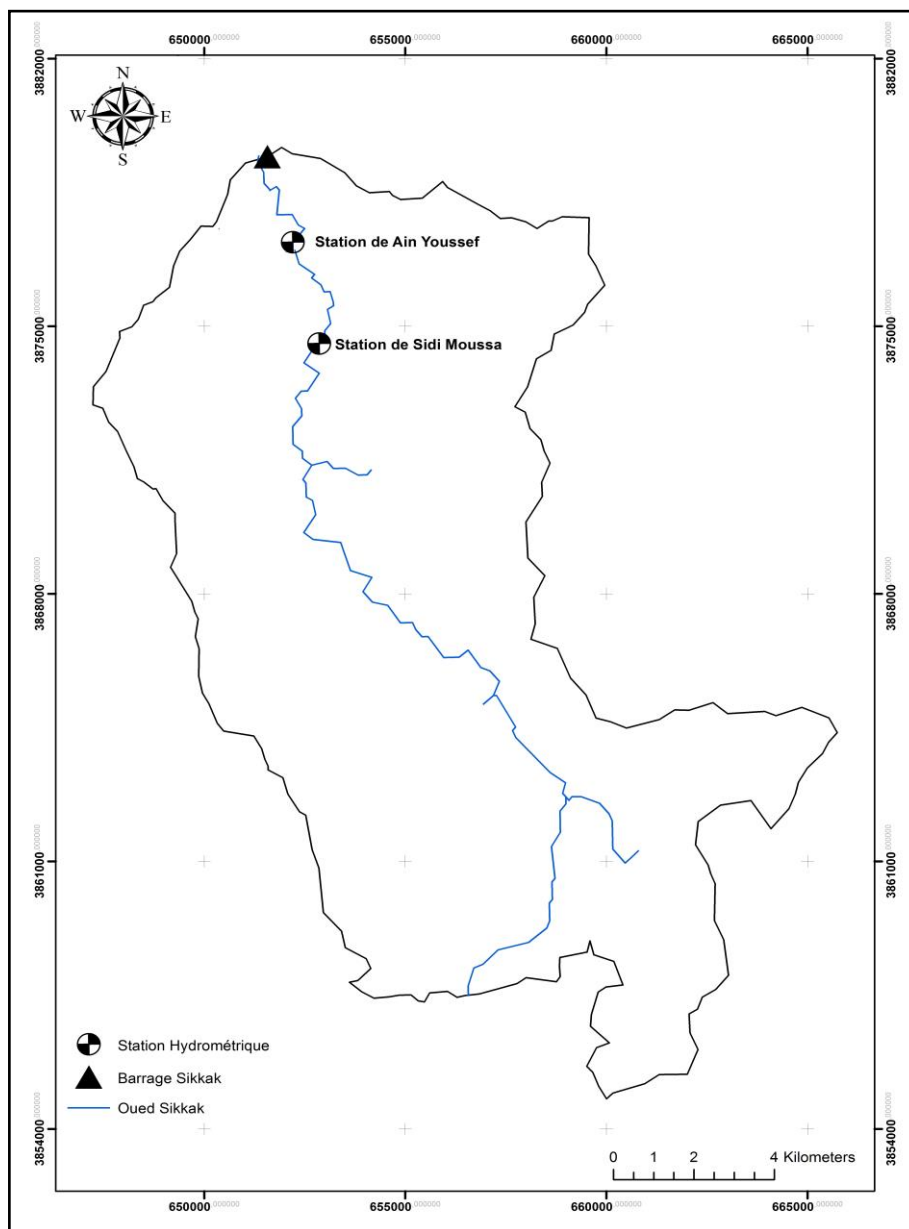 650000,000000 655000,000000 660000,000000 665000,000000
3882000,000000 3882000,000000
N
W E
S
Station de Ain Youssef
3875000,000000 3875000,000000
Station de Sidi Moussa
3868000,000000 3868000,000000
3861000,000000 3861000,000000
Station Hydrométrique
Barrage Sikkak
Oued Sikkak
3854000,000000 3854000,000000
0 1 2 4 Kilometers
650000,000000 655000,000000 660000,000000 665000,000000